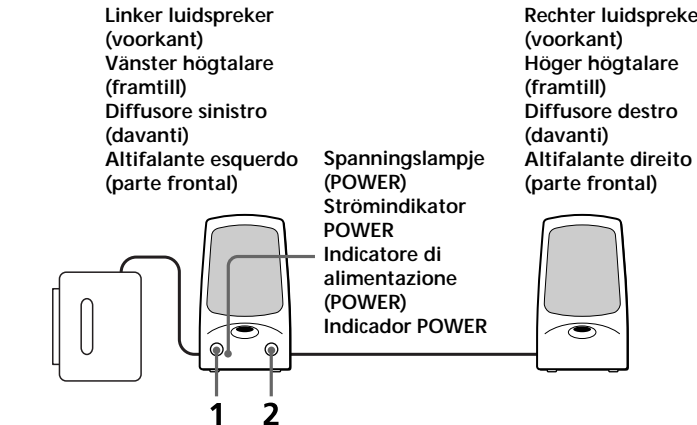 Linker luidspreker
(voorkant)
Vänster högtalare
(framtill)
Diffusore sinistro
(davanti)
Altifalante esquerdo
(parte frontal)
Spanningslampje
(POWER)
Strömindikator
POWER
Indicatore di
alimentazione
(POWER)
Indicador POWER
Rechter luidspreke
(voorkant)
Höger högtalare
(framtill)
Diffusore destro
(davanti)
Altifalante direito
(parte frontal)
1 2